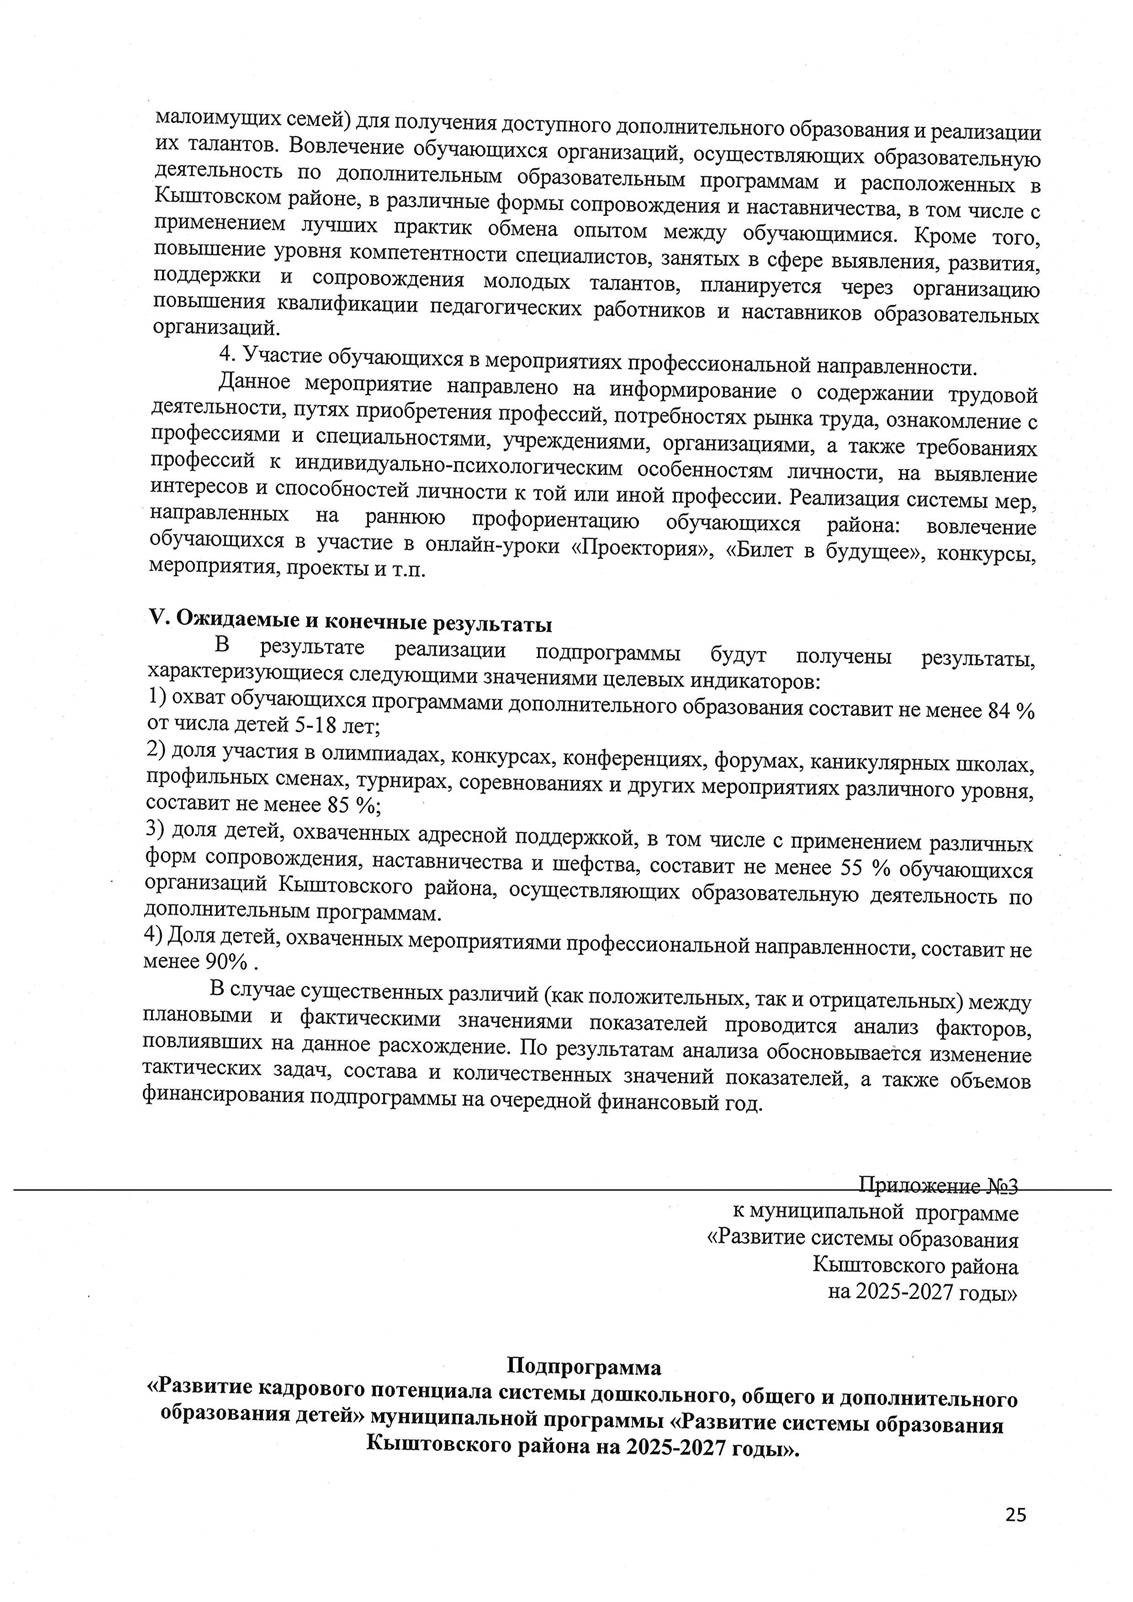 малоимущих семей) для получения доступного дополнительного образования и реализации
их талантов. Вовлечение обучающихся организаций, осуществляющих образовательную
деятельность по дополнительным образовательным программам и расположенных в
Кыштовском районе, в различные формы сопровождения и наставничества, в том числе с
применением лучших практик обмена опытом между обучающимися. Кроме того,
повышение уровня компетентности специалистов, занятых в сфере выявления, развития,
поддержки и сопровождения молодых талантов, планируется через организацию
повышения квалификации педагогических работников и наставников образовательных
организаций.
4. Участие обучающихся в мероприятиях профессиональной направленности.
Данное мероприятие направлено на информирование о содержании трудовой
деятельности, путях приобретения профессий, потребностях рынка труда, ознакомление с
профессиями и специальностями, учреждениями, организациями, а также требованиях
профессий к индивидуально-психологическим особенностям личности, на выявление
интересов и способностей личности к той или иной профессии. Реализация системы мер,
направленных на раннюю профориентацию обучающихся района: вовлечение
обучающихся в участие в онлайн-уроки «Проектория», «Билет в будущее», конкурсы,
мероприятия, проекты и т.п.
V. Ожидаемые и конечные результаты
В результате реализации подпрограммы будут получены результаты,
характеризующиеся следующими значениями целевых индикаторов:
1) охват обучающихся программами дополнительного образования составит не менее 84 %
от числа детей 5-18 лет;
2) доля участия в олимпиадах, конкурсах, конференциях, форумах, каникулярных школах,
профильных сменах, турнирах, соревнованиях и других мероприятиях различного уровня,
составит не менее 85 %;
3) доля детей, охваченных адресной поддержкой, в том числе с применением различных
форм сопровождения, наставничества и шефства, составит не менее 55 % обучающихся
организаций Кыштовского района, осуществляющих образовательную деятельность по
дополнительным программам.
4) Доля детей, охваченных мероприятиями профессиональной направленности, составит не
менее 90% .
В случае существенных различий (как положительных, так и отрицательных) между
плановыми и фактическими значениями показателей проводится анализ факторов,
повлиявших на данное расхождение. По результатам анализа обосновывается изменение
тактических задач, состава и количественных значений показателей, а также объемов
финансирования подпрограммы на очередной финансовый год.
Приложение №3
к муниципальной программе
«Развитие системы образования
Кыштовского района
на 2025-2027 годы»
Подпрограмма
«Развитие кадрового потенциала системы дошкольного, общего и дополнительного
образования детей» муниципальной программы «Развитие системы образования
Кыштовского района на 2025-2027 годы».
25